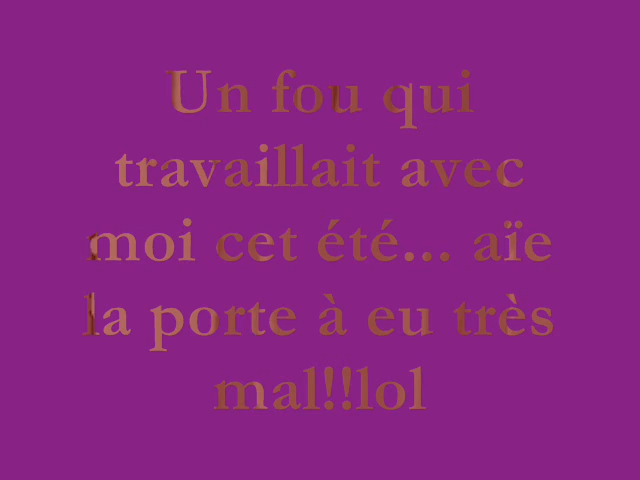 Un fou qui
travaillait avec
moi cet été... aïe
la porte à eu très
mal!!lol